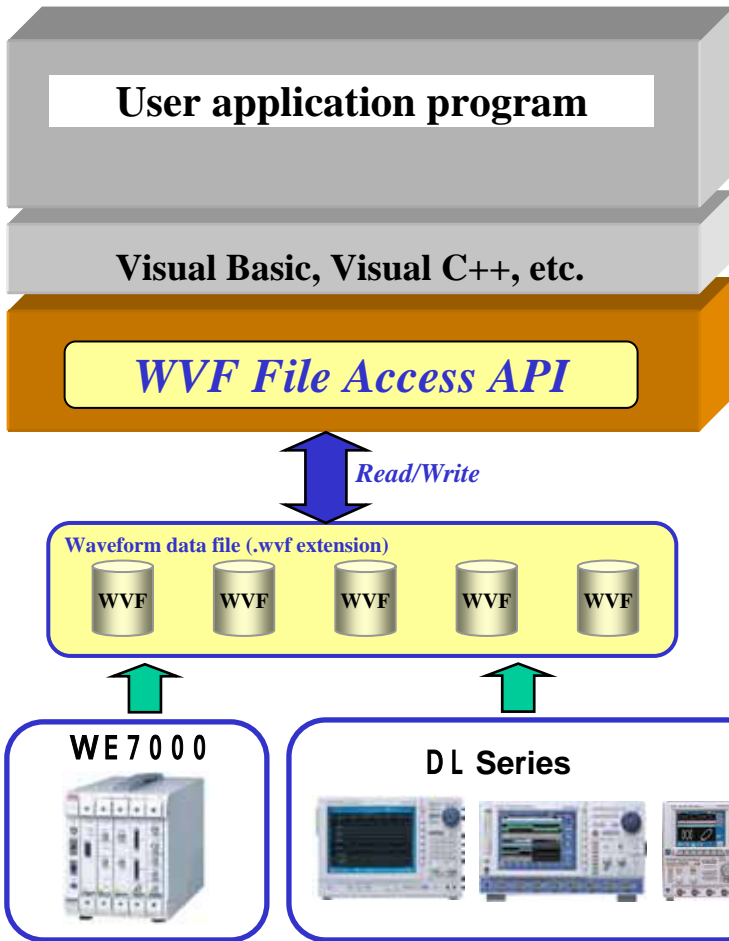 User application program
Visual Basic, Visual C++, etc.
WVF File Access API
Read/Write
Waveform data file (.wvf extension)
WVF WVF WVF WVF WVF
WE7000
DL Series